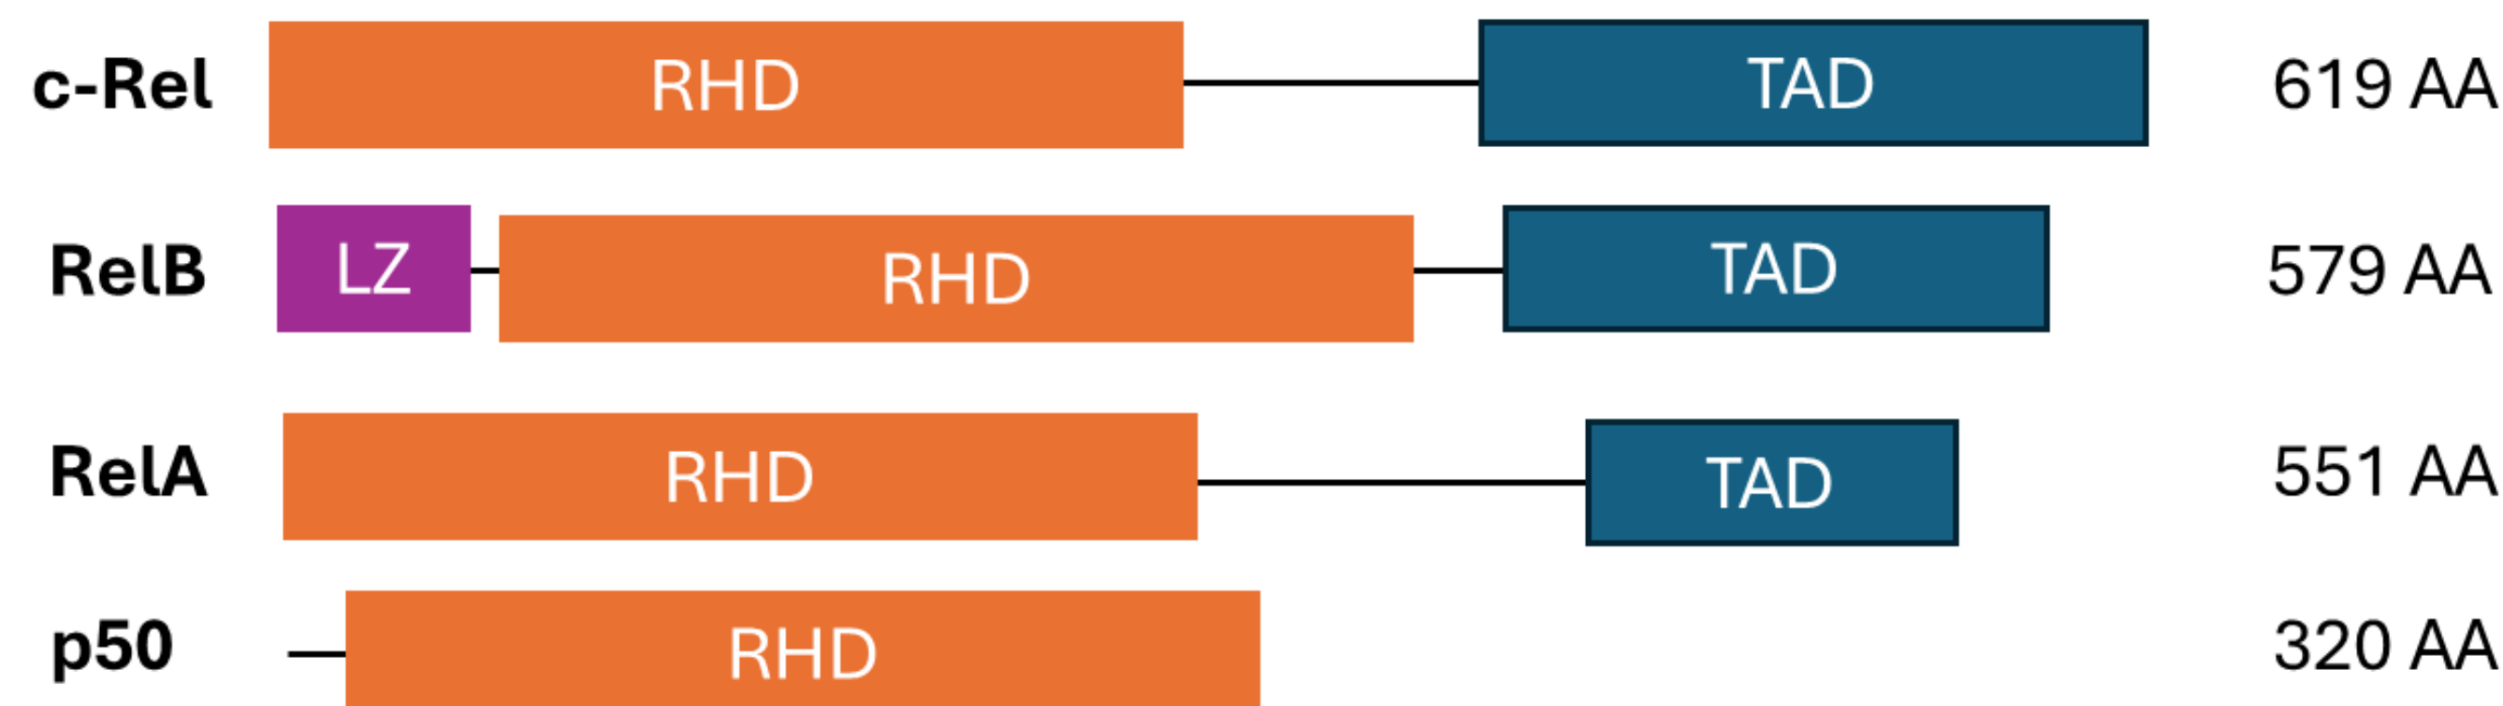 c-Rel RHD TAD 619 AA
RelB LZ RHD TAD 579 AA
RelA RHD TAD 551 AA
p50 RHD 320 AA